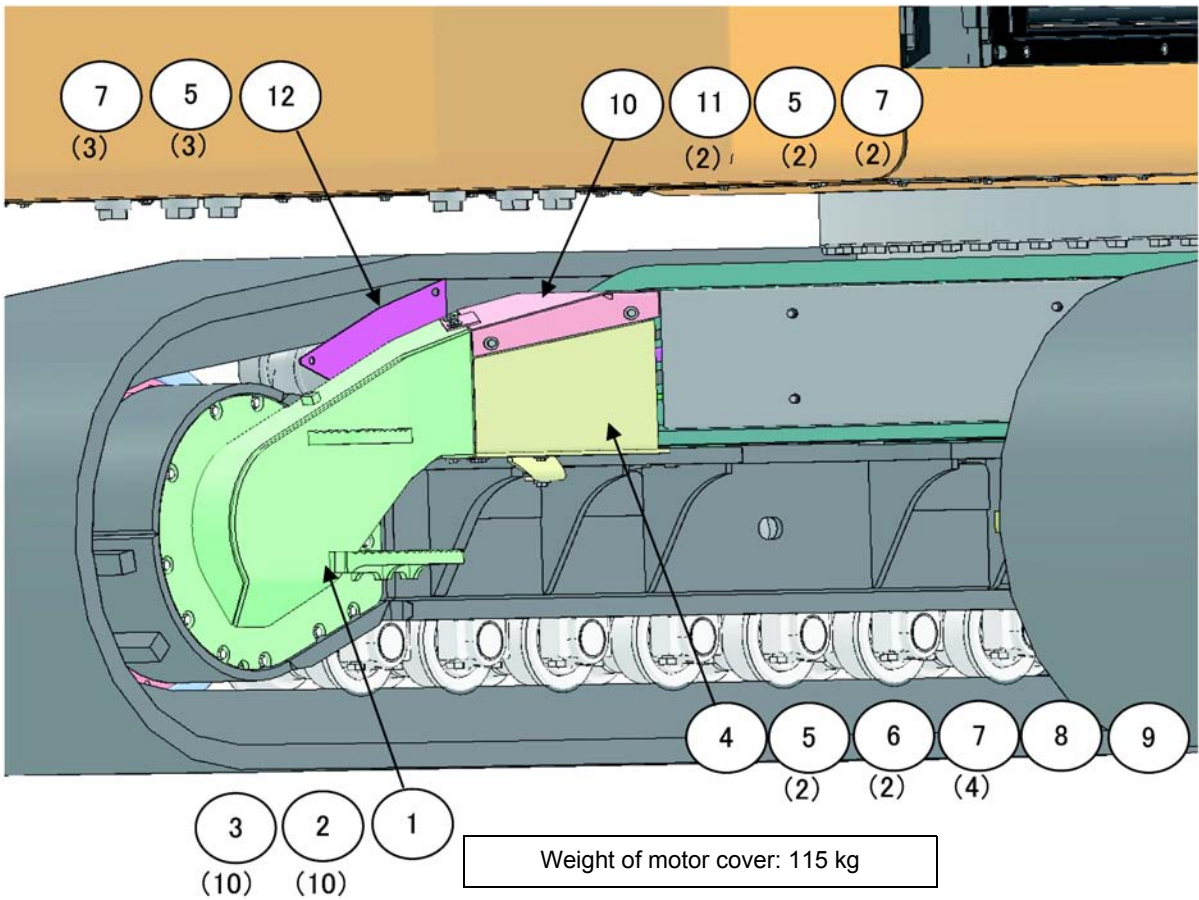 7 5 12 10 11 5 7
(3) (3) (2) (2) (2)
4 5 6 7 8 9
(2) (2) (4)
3 2 1
(10) (10)
Weight of motor cover: 115 kg